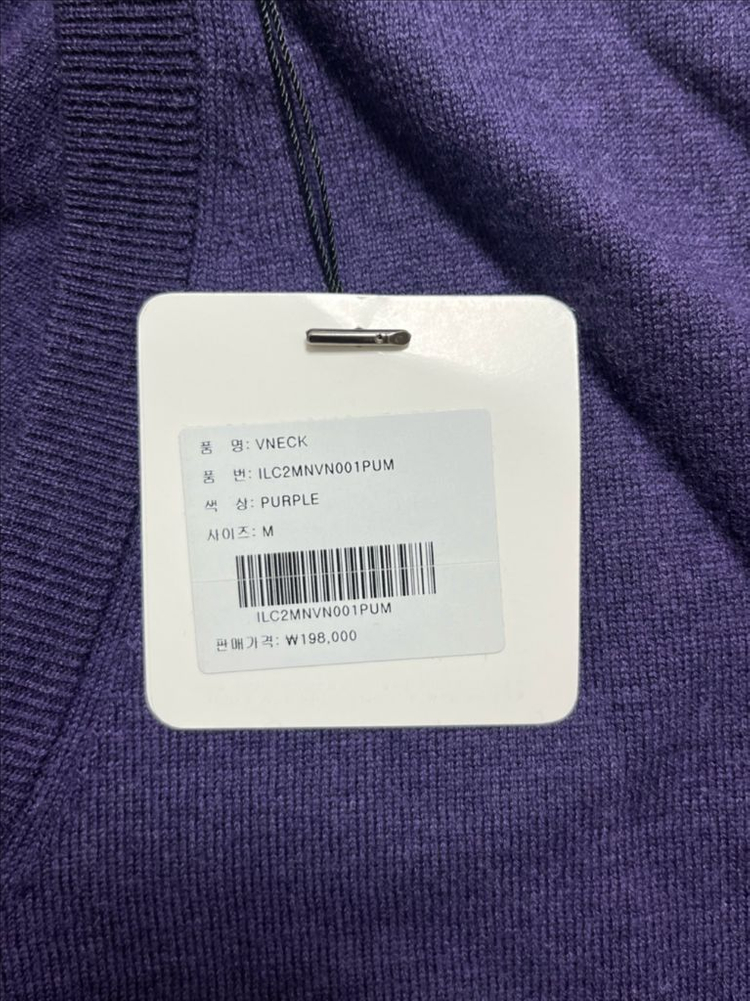 품 명: VNECK
품 번: ILC2MNVN001PUM
색 상: PURPLE
사이즈: M
ILC2MNVN001PUM
판매가격: ₩198,000